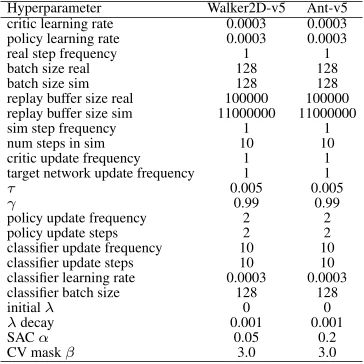 Hyperparameter Walker2D-v5 Ant-v5
critic learning rate 0.0003 0.0003
policy learning rate 0.0003 0.0003
real step frequency 1 1
batch size real 128 128
batch size sim 128 128
replay buffer size real 100000 100000
replay buffer size sim 11000000 11000000
sim step frequency 1 1
num steps in sim 10 10
critic update frequency 1 1
target network update frequency 1 1
τ 0.005 0.005
γ 0.99 0.99
policy update frequency 2 2
policy update steps 2 2
classifier update frequency 10 10
classifier update steps 10 10
classifier learning rate 0.0003 0.0003
classifier batch size 128 128
initial λ 0 0
λ decay 0.001 0.001
SAC α 0.05 0.2
CV mask β 3.0 3.0